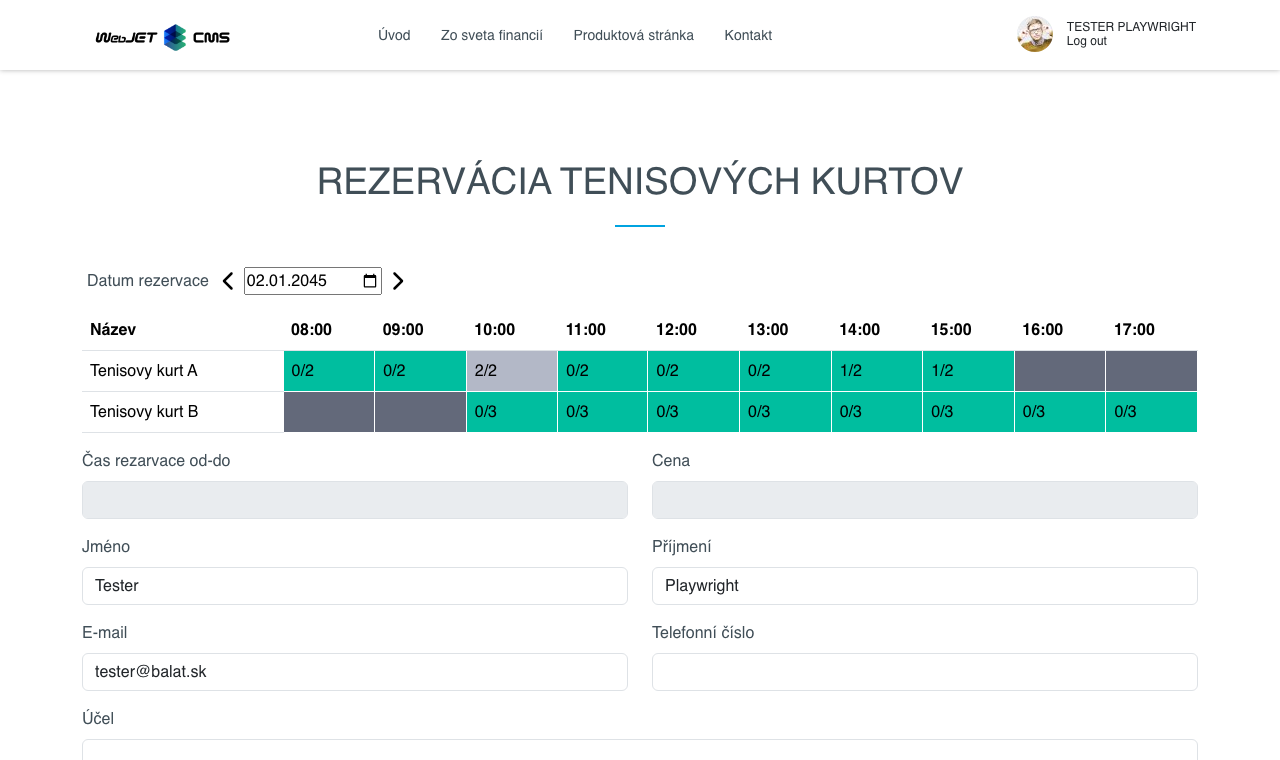 WebJET CMS
Úvod Zo sveta financií Produktová stránka Kontakt
TESTER PLAYWRIGHT
Log out
REZERVÁCIA TENISOVÝCH KURTOV
Datum rezervace 02.01.2045
Název 08:00 09:00 10:00 11:00 12:00 13:00 14:00 15:00 16:00 17:00
Tenisovy kurt A 0/2 0/2 2/2 0/2 0/2 0/2 1/2 1/2
Tenisovy kurt B 0/3 0/3 0/3 0/3 0/3 0/3 0/3 0/3
Čas rezarvace od-do Cena
Jméno Příjmení
Tester Playwright
E-mail Telefonní číslo
tester@balat.sk
Účel